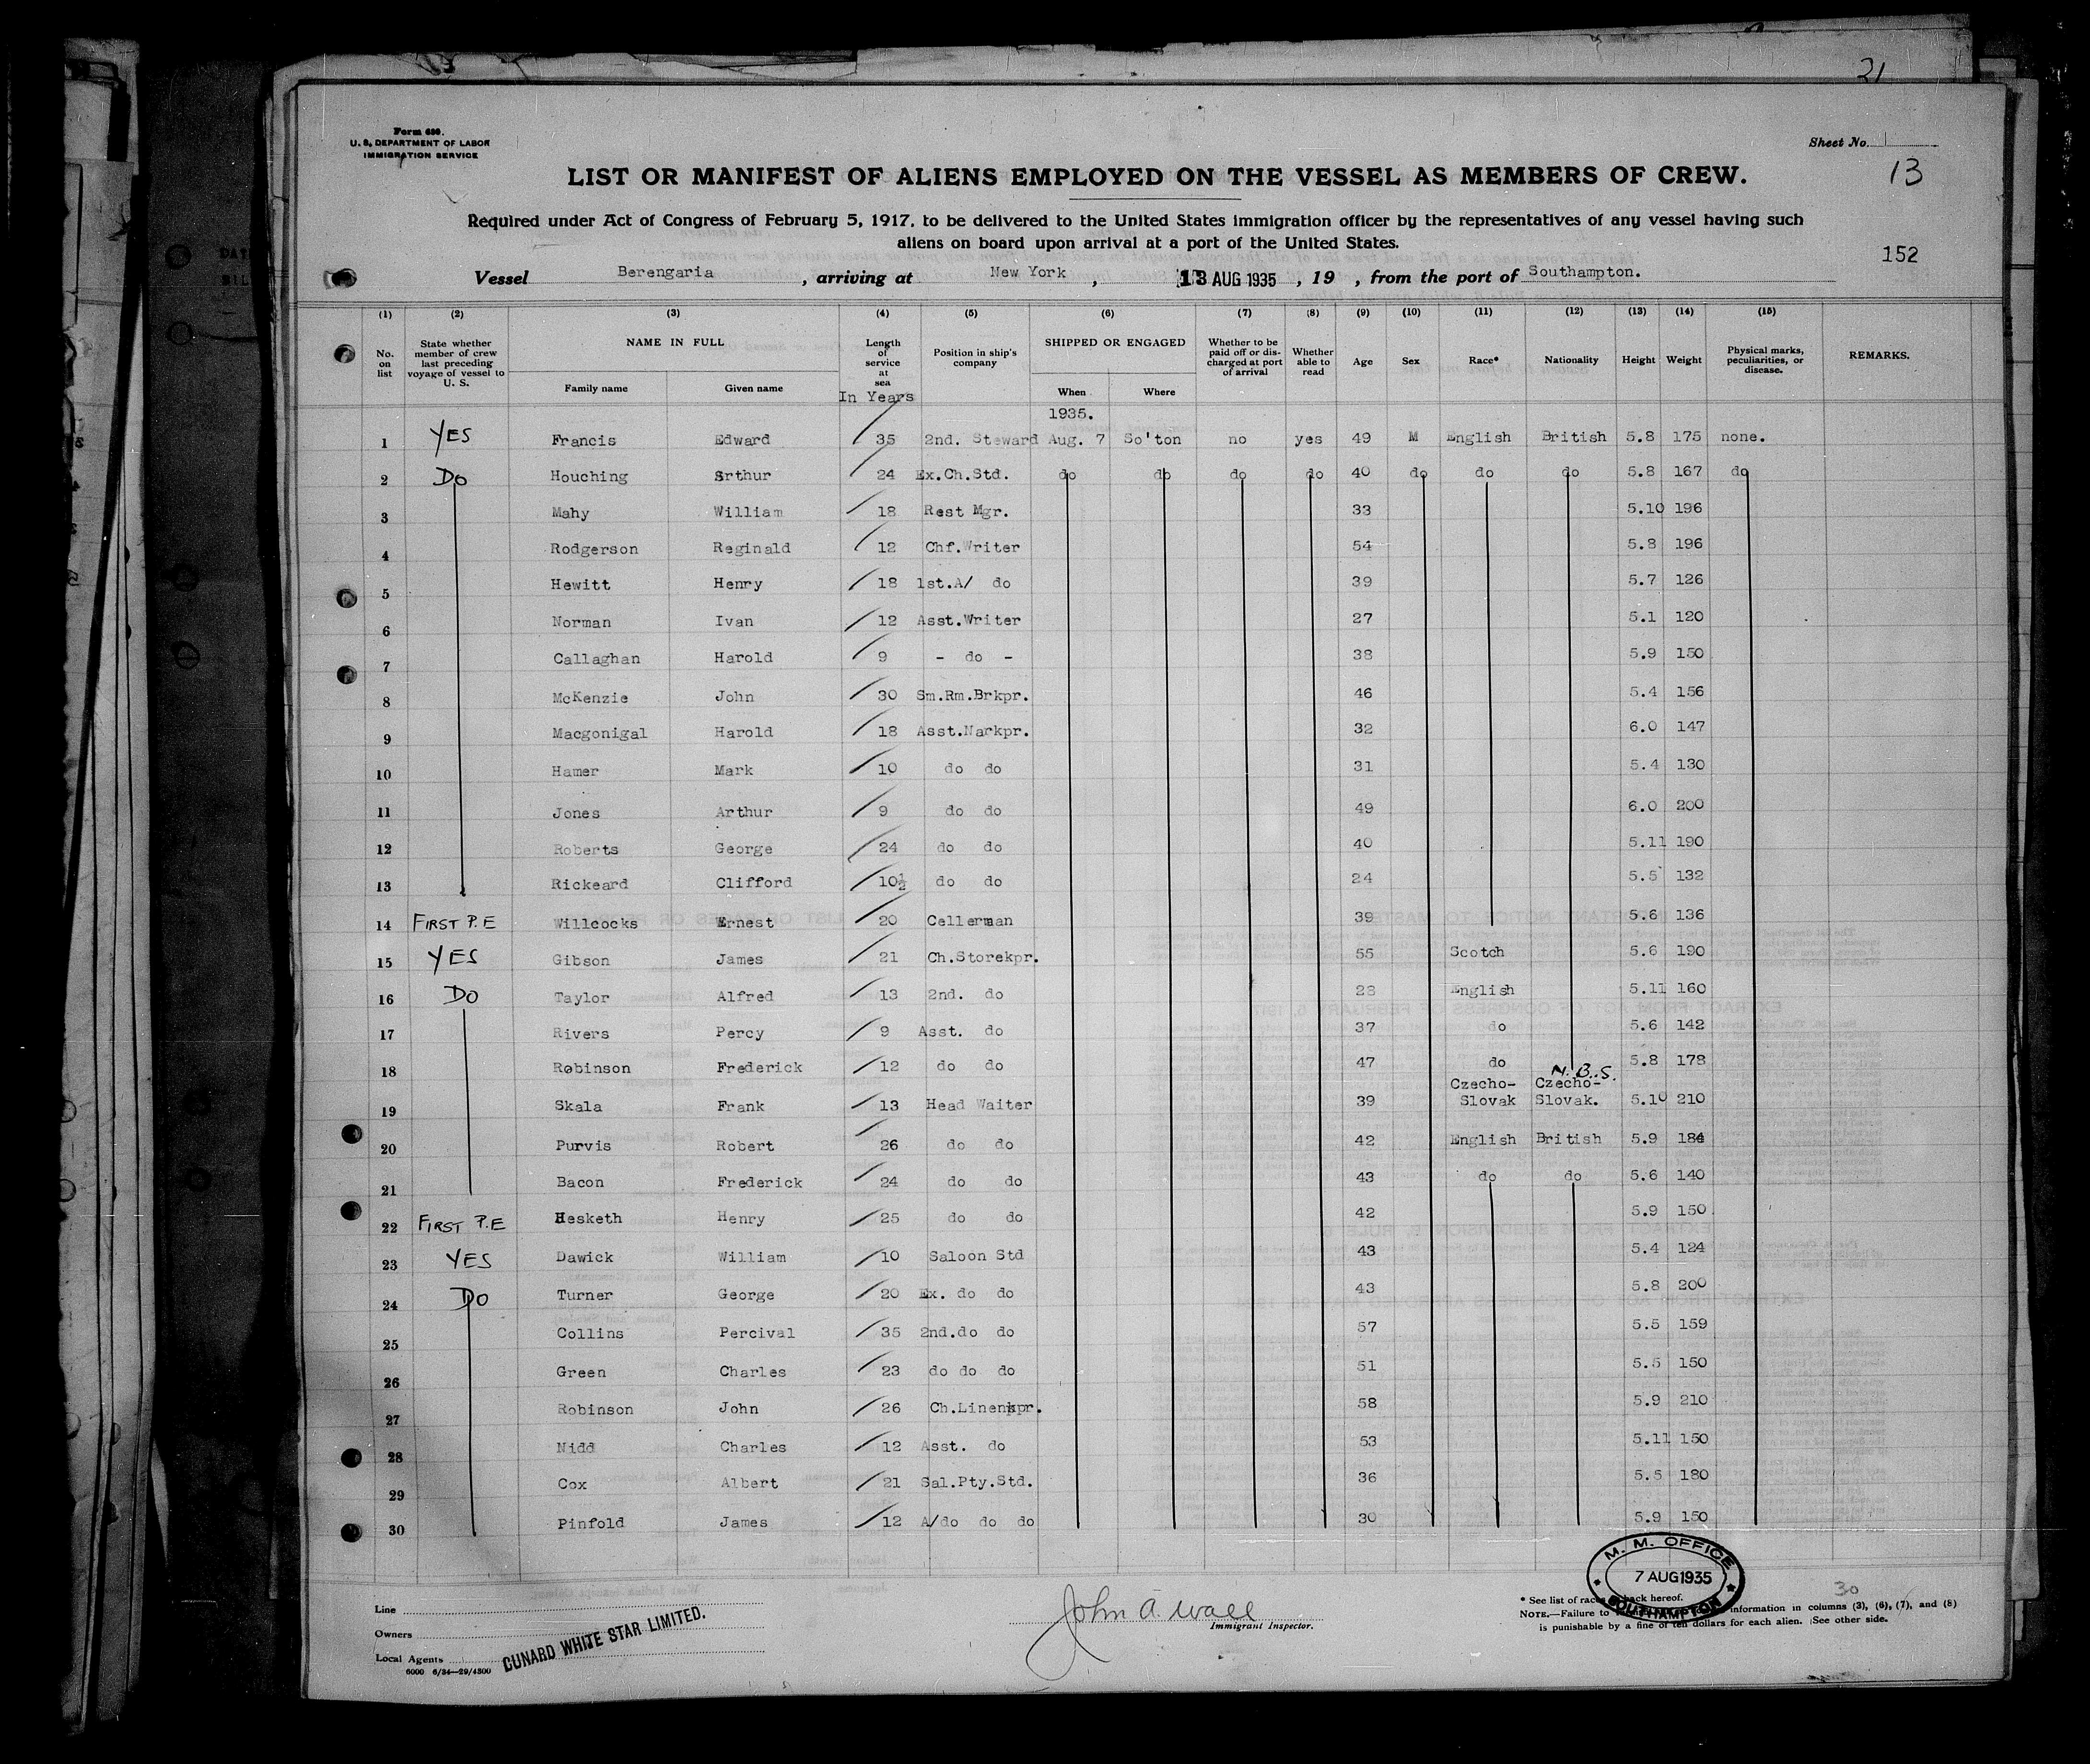 21
Form 630.
U. S. DEPARTMENT OF LABOR
IMMIGRATION SERVICE
Sheet No. 1
LIST OR MANIFEST OF ALIENS EMPLOYED ON THE VESSEL AS MEMBERS OF CREW.
13
Required under Act of Congress of February 5, 1917, to be delivered to the United States immigration officer by the representatives of any vessel having such
aliens on board upon arrival at a port of the United States.
152
Vessel Berengaria , arriving at New York , 13 AUG 1935 , 19 , from the port of Southampton.
(1) (2) (3) (4) (5) (6) (7) (8) (9) (10) (11) (12) (13) (14) (15)
No. on list State whether member of crew last preceding voyage of vessel to U. S. NAME IN FULL Family name Given name Length of service at sea In Years Position in ship's company SHIPPED OR ENGAGED When Where Whether to be paid off or discharged at port of arrival Whether able to read Age Sex Race* Nationality Height Weight Physical marks, peculiarities, or disease. REMARKS.
1935.
1 YES Francis Edward 35 2nd. Steward Aug. 7 So'ton no yes 49 M English British 5.8 175 none.
2 DO Houching Srthur 24 Ex.Ch.Std. do do do do 40 do do do 5.8 167 do
3 Mahy William 18 Rest Mgr. 33 5.10 196
4 Rodgerson Reginald 12 Chf.Writer 54 5.8 196
5 Hewitt Henry 18 1st.A/ do 39 5.7 126
6 Norman Ivan 12 Asst.Writer 27 5.1 120
7 Callaghan Harold 9 - do - 38 5.9 150
8 McKenzie John 30 Sm.Rm.Brkpr. 46 5.4 156
9 Macgonigal Harold 18 Asst.Narkpr. 32 6.0 147
10 Hamer Mark 10 do do 31 5.4 130
11 Jones Arthur 9 do do 49 6.0 200
12 Roberts George 24 do do 40 5.11 190
13 Rickeard Clifford 10½ do do 24 5.5 132
14 FIRST P.E Willcocks Ernest 20 Cellerman 39 5.6 136
15 YES Gibson James 21 Ch.Storekpr. 55 Scotch 5.6 190
16 DO Taylor Alfred 13 2nd. do 28 English 5.11 160
17 Rivers Percy 9 Asst. do 37 do 5.6 142
18 Robinson Frederick 12 do do 47 do 5.8 178
N.B.S.
19 Skala Frank 13 Head Waiter 39 Czecho-Slovak Czecho-Slovak. 5.10 210
20 Purvis Robert 26 do do 42 English British 5.9 184
21 Bacon Frederick 24 do do 43 do do 5.6 140
22 FIRST P.E Hesketh Henry 25 do do 42 5.9 150
23 YES Dawick William 10 Saloon Std 43 5.4 124
24 DO Turner George 20 Ex. do do 43 5.8 200
25 Collins Percival 35 2nd.do do 57 5.5 159
26 Green Charles 23 do do do 51 5.5 150
27 Robinson John 26 Ch.Linenkpr. 58 5.9 210
28 Nidd Charles 12 Asst. do 53 5.11 150
29 Cox Albert 21 Sal.Pty.Std. 36 5.5 180
30 Pinfold James 12 A/do do do 30 5.9 150
M. M. OFFICE
7 AUG 1935
SOUTHAMPTON
30
Line
Owners
Local Agents
CUNARD WHITE STAR LIMITED.
6000 6/34—29/4300
John A. Wall
Immigrant Inspector.
* See list of races back hereof.
NOTE.—Failure to information in columns (3), (6), (7), and (8)
is punishable by a fine of ten dollars for each alien. See other side.